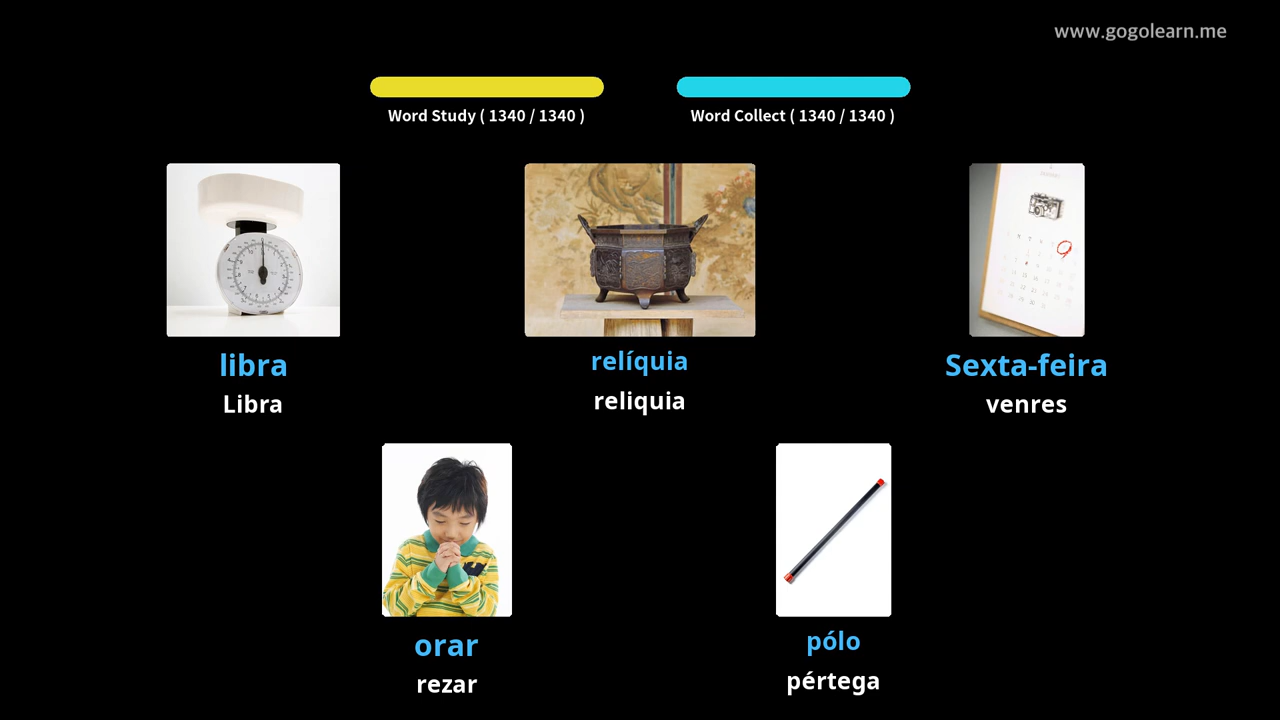 www.gogolearn.me
Word Study ( 1340 / 1340 )
Word Collect ( 1340 / 1340 )
libra
Libra
relíquia
reliquia
Sexta-feira
venres
orar
rezar
pólo
pértega